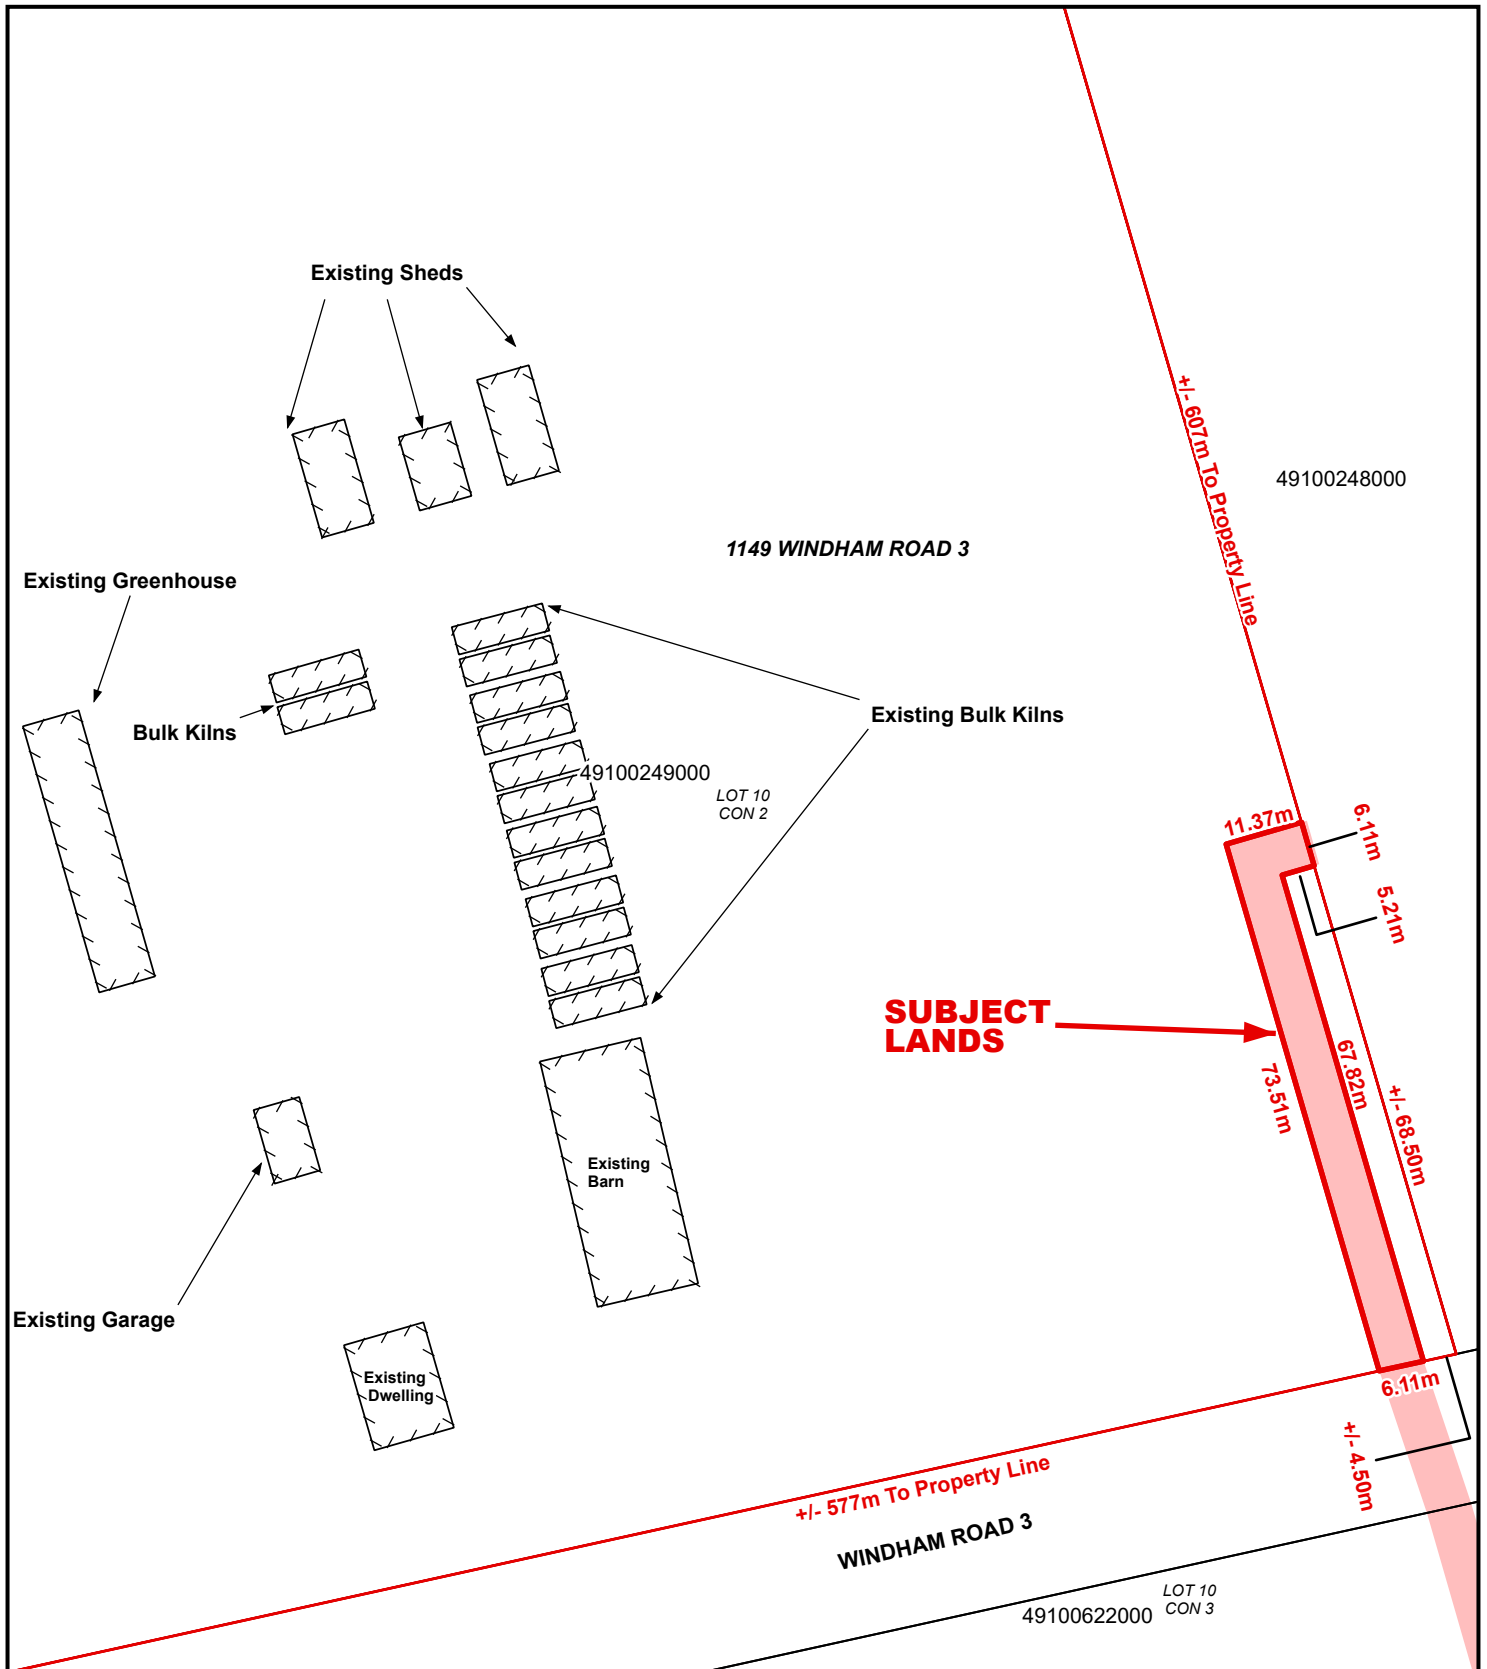 Existing Sheds
+/- 607m To Property Line
49100248000
1149 WINDHAM ROAD 3
Existing Greenhouse
Bulk Kilns
Existing Bulk Kilns
49100249000
LOT 10
CON 2
11.37m
6.11m
5.21m
SUBJECT
LANDS
73.51m
67.82m
+/- 68.50m
Existing
Barn
Existing Garage
Existing
Dwelling
6.11m
+/- 4.50m
+/- 577m To Property Line
WINDHAM ROAD 3
LOT 10
CON 3
49100622000